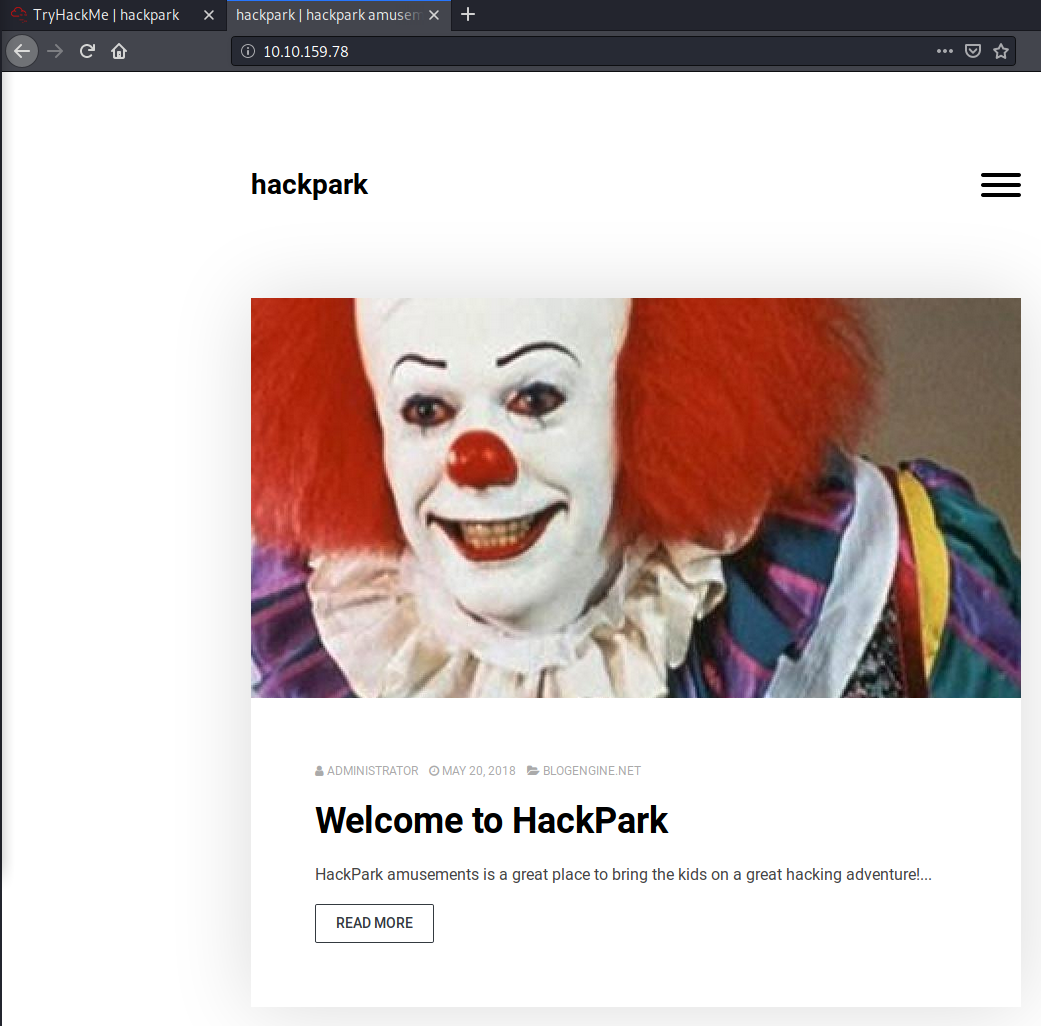 TryHackMe | hackpark
hackpark | hackpark amusem
10.10.159.78
hackpark
ADMINISTRATOR MAY 20, 2018 BLOGENGINE.NET
Welcome to HackPark
HackPark amusements is a great place to bring the kids on a great hacking adventure!...
READ MORE